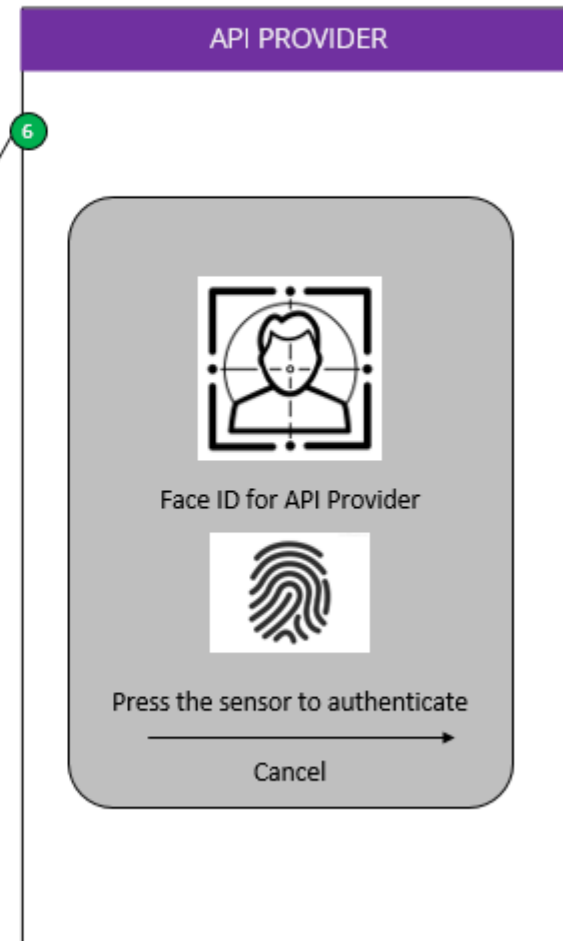 API PROVIDER
6
Face ID for API Provider
Press the sensor to authenticate
Cancel